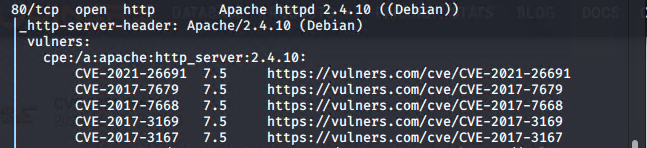 80/tcp open http Apache httpd 2.4.10 ((Debian))
_http-server-header: Apache/2.4.10 (Debian)
vulners:
cpe:/a:apache:http_server:2.4.10:
CVE-2021-26691 7.5 https://vulners.com/cve/CVE-2021-26691
CVE-2017-7679 7.5 https://vulners.com/cve/CVE-2017-7679
CVE-2017-7668 7.5 https://vulners.com/cve/CVE-2017-7668
CVE-2017-3169 7.5 https://vulners.com/cve/CVE-2017-3169
CVE-2017-3167 7.5 https://vulners.com/cve/CVE-2017-3167